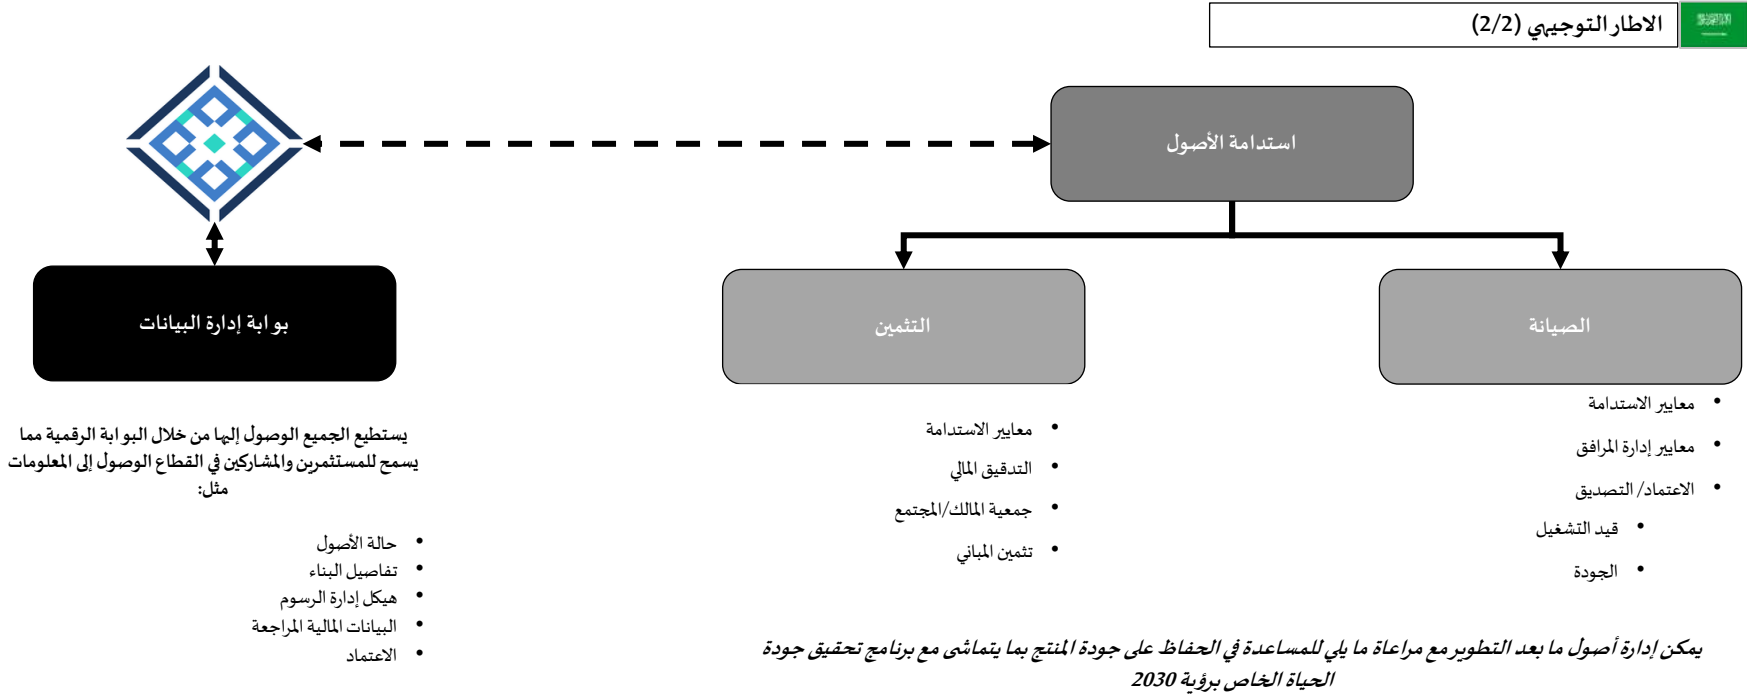 الاطار التوجيهي (2/2)
استدامة الأصول
الصيانة
• معايير الاستدامة
• معايير إدارة المرافق
• الاعتماد/ التصديق
• قيد التشغيل
• الجودة
التثمين
• معايير الاستدامة
• التدقيق المالي
• جمعية المالك/المجتمع
• تثمين المباني
بوابة إدارة البيانات
يستطيع الجميع الوصول إليها من خلال البوابة الرقمية مما
يسمح للمستثمرين والمشاركين في القطاع الوصول إلى المعلومات
مثل:
• حالة الأصول
• تفاصيل البناء
• هيكل إدارة الرسوم
• البيانات المالية المراجعة
• الاعتماد
يمكن إدارة أصول ما بعد التطوير مع مراعاة ما يلي للمساعدة في الحفاظ على جودة المنتج بما يتماشى مع برنامج تحقيق جودة
الحياة الخاص برؤية 2030